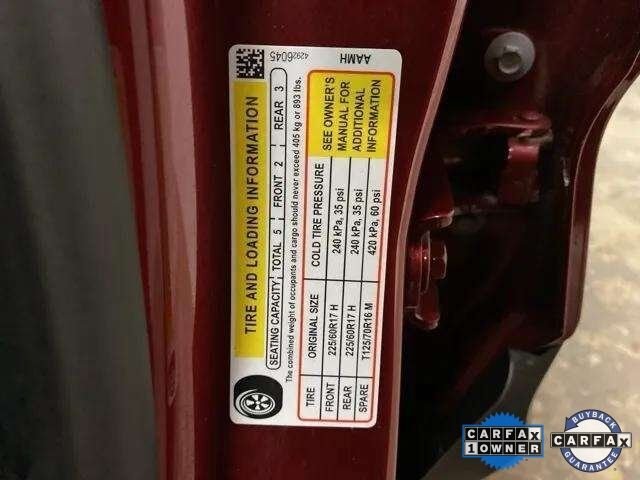 TIRE AND LOADING INFORMATION
SEATING CAPACITY TOTAL 5 FRONT 2 REAR 3
The combined weight of occupants and cargo should never exceed 405 kg or 893 lbs.
TIRE ORIGINAL SIZE COLD TIRE PRESSURE
FRONT 225/60R17 H 240 kPa, 35 psi
REAR 225/60R17 H 240 kPa, 35 psi
SPARE T125/70R16 M 420 kPa, 60 psi
SEE OWNER'S
MANUAL FOR
ADDITIONAL
INFORMATION
42926045
AAMH
CARFAX
1 OWNER
BUYBACK
CARFAX
GUARANTEE